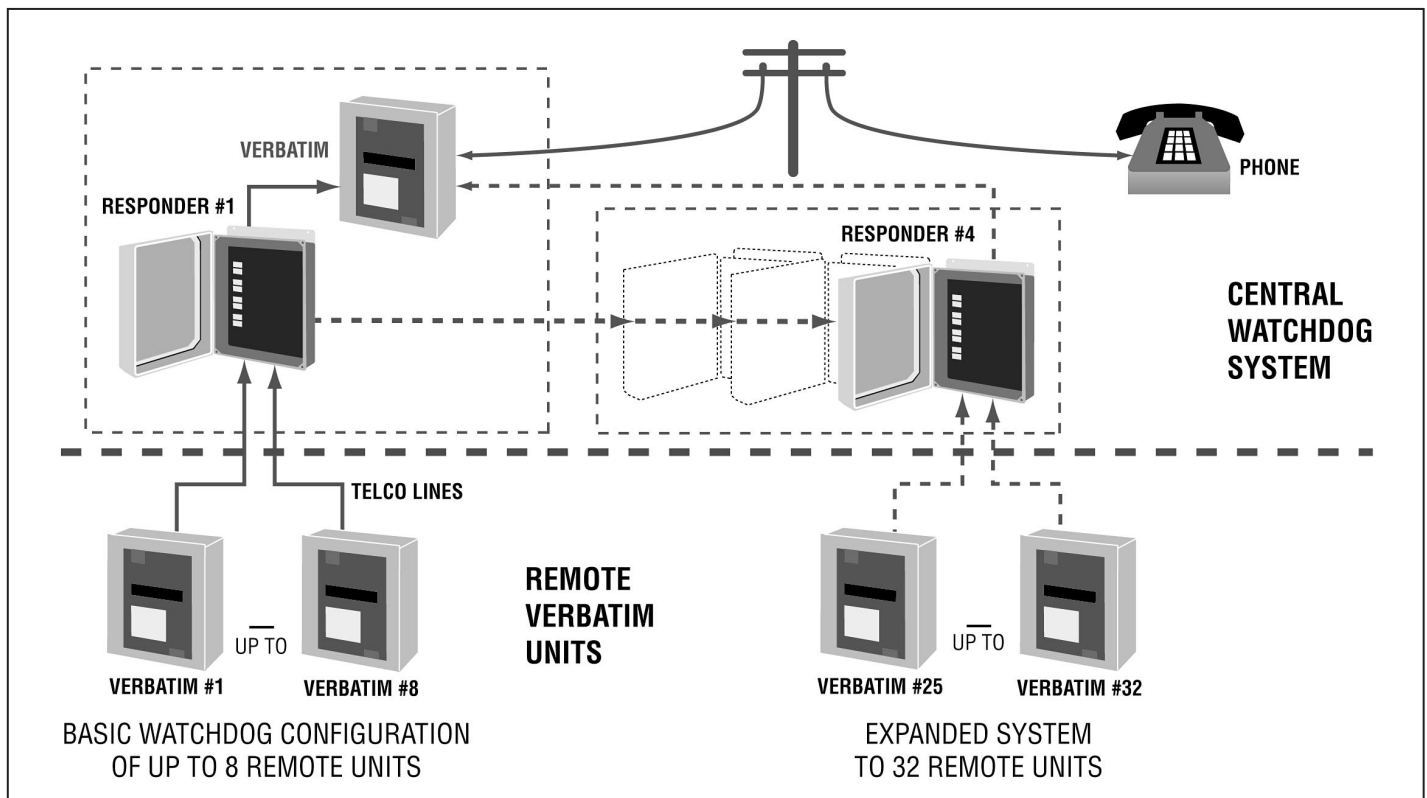 VERBATIM
PHONE
RESPONDER #1
RESPONDER #4
CENTRAL
WATCHDOG
SYSTEM
TELCO LINES
REMOTE
VERBATIM
UNITS
UP TO
UP TO
VERBATIM #1
VERBATIM #8
VERBATIM #25
VERBATIM #32
BASIC WATCHDOG CONFIGURATION
OF UP TO 8 REMOTE UNITS
EXPANDED SYSTEM
TO 32 REMOTE UNITS